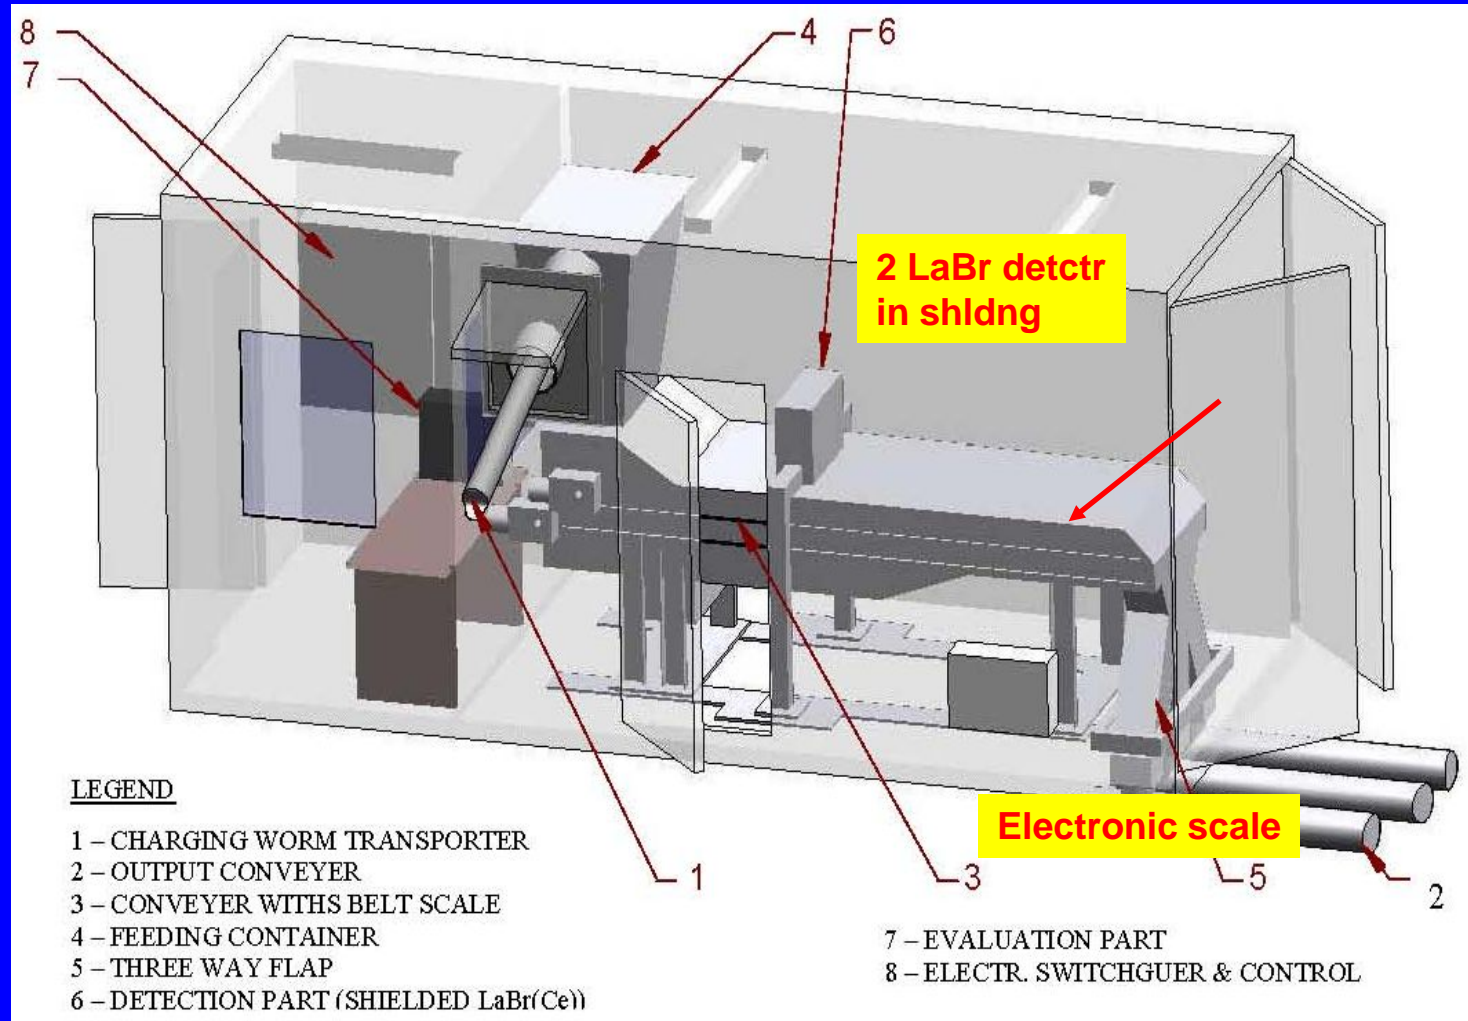 8
7
4
6
2 LaBr detctr
in shldng
Electronic scale
1
3
5
2
LEGEND
1 – CHARGING WORM TRANSPORTER
2 – OUTPUT CONVEYER
3 – CONVEYER WITHS BELT SCALE
4 – FEEDING CONTAINER
5 – THREE WAY FLAP
6 – DETECTION PART (SHIELDED LaBr(Ce))
7 – EVALUATION PART
8 – ELECTR. SWITCHGUER & CONTROL